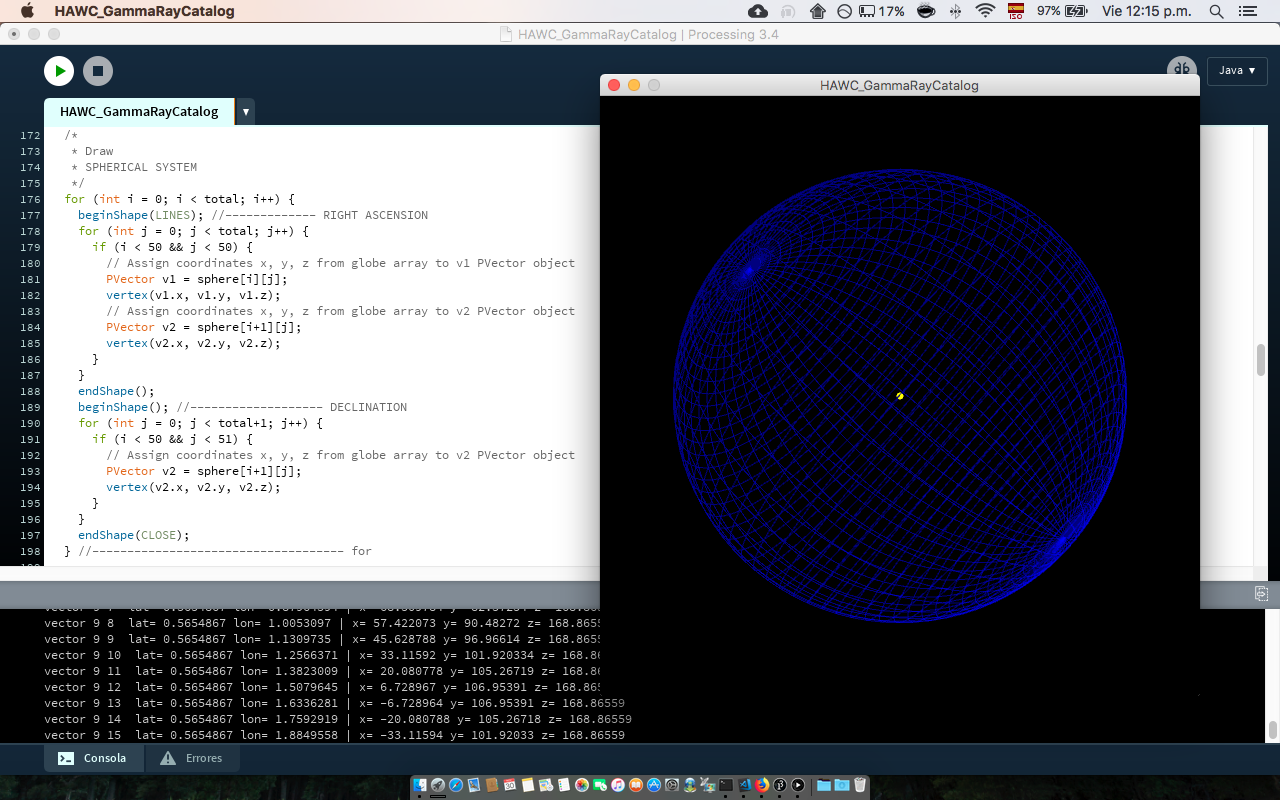 HAWC_GammaRayCatalog
17%
ISO
97%
Vie 12:15 p.m.
HAWC_GammaRayCatalog | Processing 3.4
Java ▾
HAWC_GammaRayCatalog ▾
HAWC_GammaRayCatalog
172 /*
173 * Draw
174 * SPHERICAL SYSTEM
175 */
176 for (int i = 0; i < total; i++) {
177 beginShape(LINES); //------------- RIGHT ASCENSION
178 for (int j = 0; j < total; j++) {
179 if (i < 50 && j < 50) {
180 // Assign coordinates x, y, z from globe array to v1 PVector object
181 PVector v1 = sphere[i][j];
182 vertex(v1.x, v1.y, v1.z);
183 // Assign coordinates x, y, z from globe array to v2 PVector object
184 PVector v2 = sphere[i+1][j];
185 vertex(v2.x, v2.y, v2.z);
186 }
187 }
188 endShape();
189 beginShape(); //------------------- DECLINATION
190 for (int j = 0; j < total+1; j++) {
191 if (i < 50 && j < 51) {
192 // Assign coordinates x, y, z from globe array to v2 PVector object
193 PVector v2 = sphere[i+1][j];
194 vertex(v2.x, v2.y, v2.z);
195 }
196 }
197 endShape(CLOSE);
198 } //------------------------------------ for
vector 9 8 lat= 0.5654867 lon= 1.0053097 | x= 57.422073 y= 90.48272 z= 168.8655
vector 9 9 lat= 0.5654867 lon= 1.1309735 | x= 45.628788 y= 96.96614 z= 168.8655
vector 9 10 lat= 0.5654867 lon= 1.2566371 | x= 33.11592 y= 101.920334 z= 168.86
vector 9 11 lat= 0.5654867 lon= 1.3823009 | x= 20.080778 y= 105.26719 z= 168.86
vector 9 12 lat= 0.5654867 lon= 1.5079645 | x= 6.728967 y= 106.95391 z= 168.865
vector 9 13 lat= 0.5654867 lon= 1.6336281 | x= -6.728964 y= 106.95391 z= 168.86559
vector 9 14 lat= 0.5654867 lon= 1.7592919 | x= -20.080788 y= 105.26718 z= 168.86559
vector 9 15 lat= 0.5654867 lon= 1.8849558 | x= -33.11594 y= 101.92033 z= 168.86559
Consola
Errores